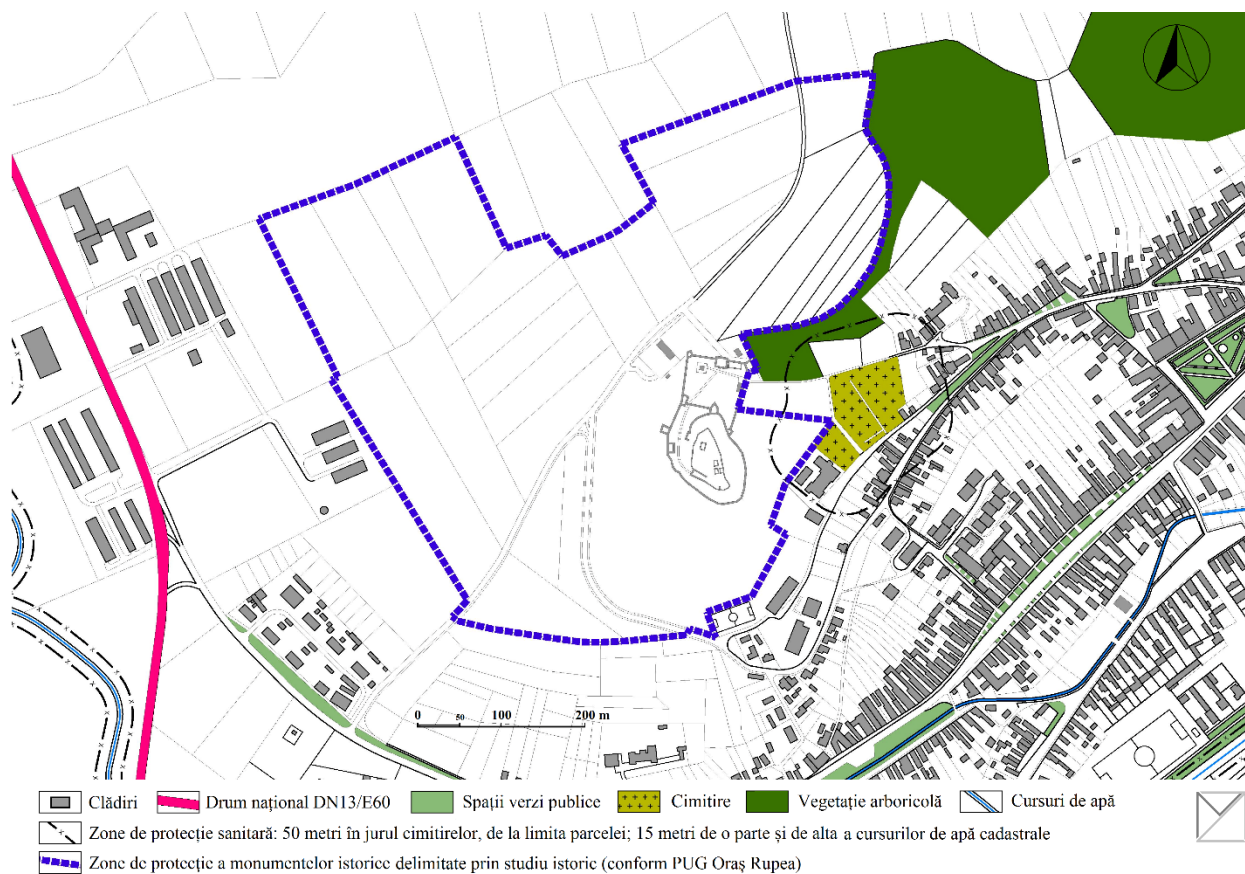 0 50 100 200 m
Clădiri Drum național DN13/E60 Spații verzi publice Cimitire Vegetație arboricolă Cursuri de apă
Zone de protecție sanitară: 50 metri în jurul cimitirelor, de la limita parcelei; 15 metri de o parte și de alta a cursurilor de apă cadastrale
Zone de protecție a monumentelor istorice delimitate prin studiu istoric (conform PUG Oraș Rupea)